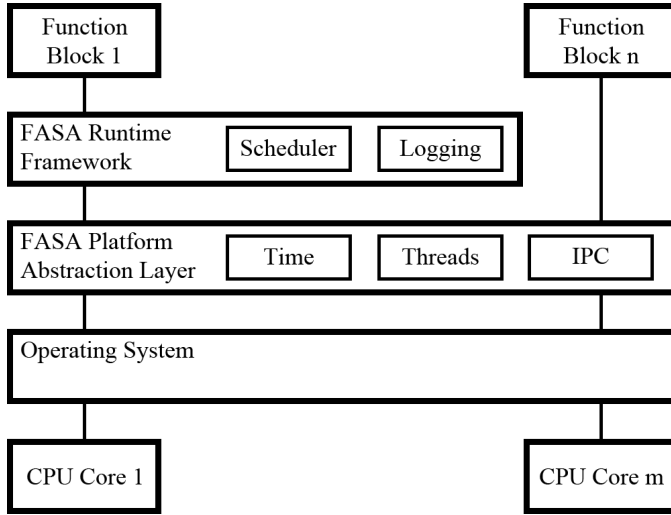 Function
Block 1
Function
Block n
FASA Runtime
Framework
Scheduler
Logging
FASA Platform
Abstraction Layer
Time
Threads
IPC
Operating System
CPU Core 1
CPU Core m